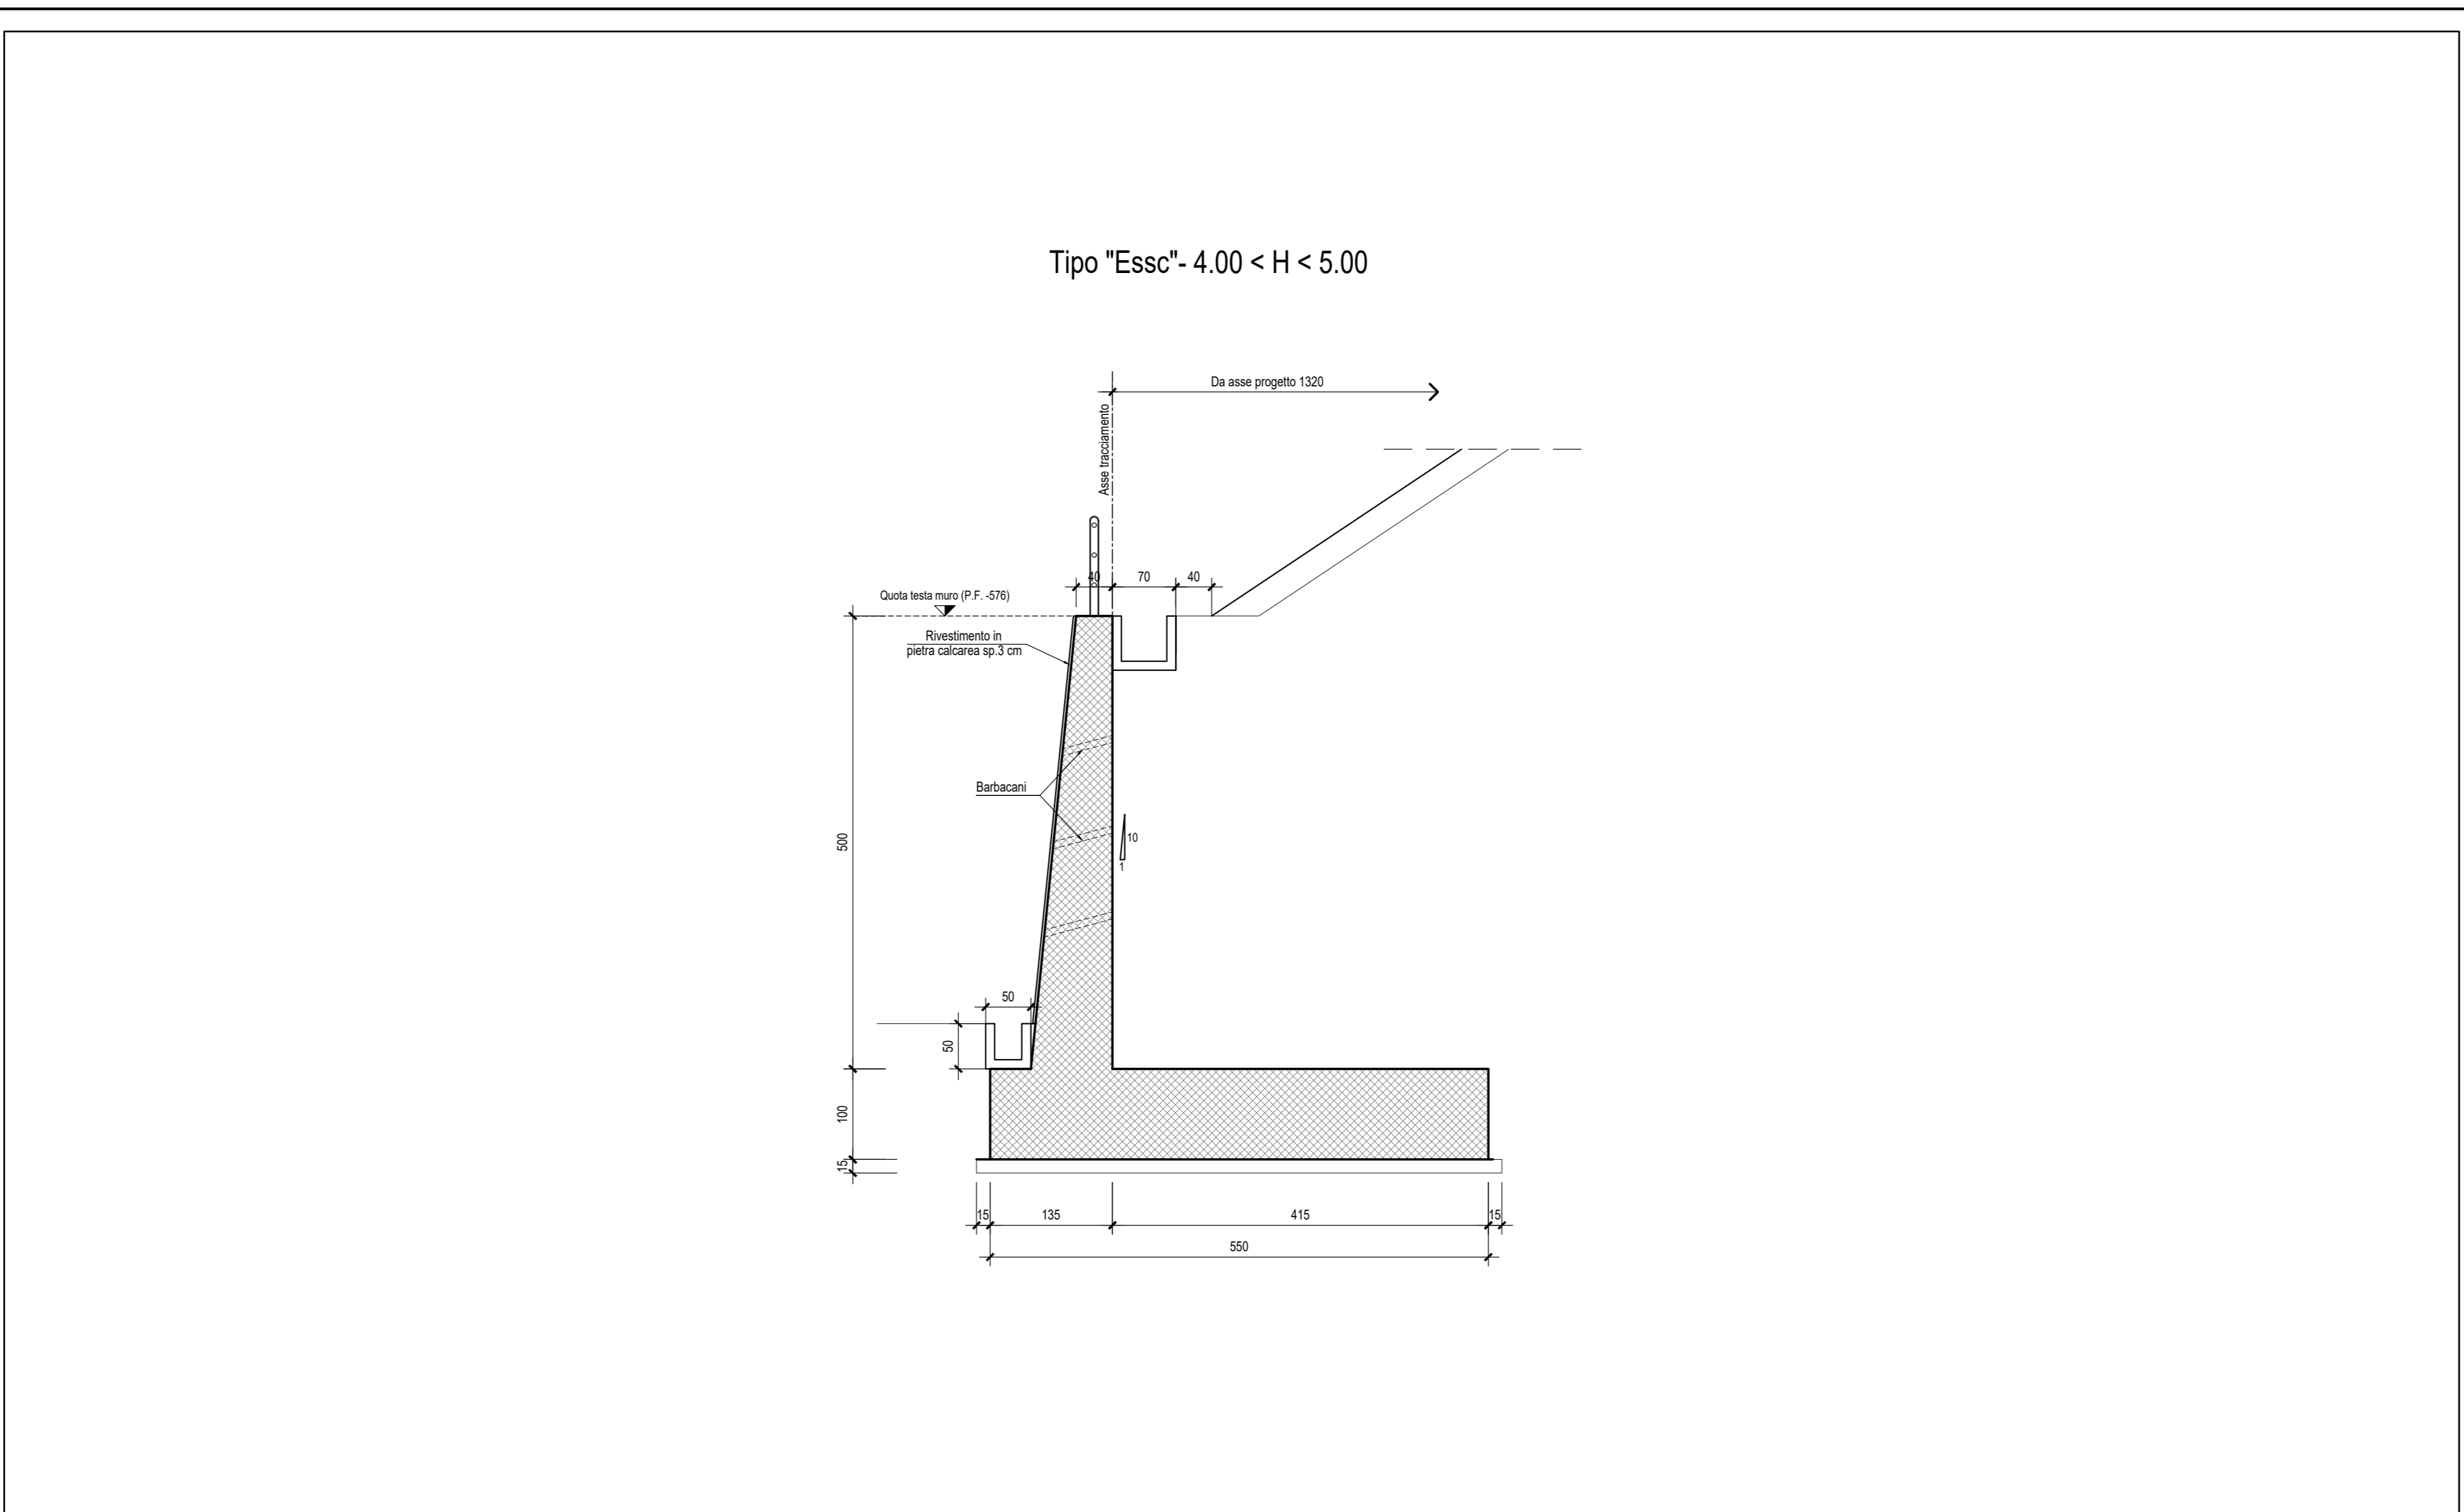 Tipo "Essc"- 4.00 < H < 5.00
Da asse progetto 1320
Asse tracciamento
40
70
40
Quota testa muro (P.F. -576)
Rivestimento in
pietra calcarea sp.3 cm
Barbacani
10
1
500
50
50
100
15
15
135
415
15
550